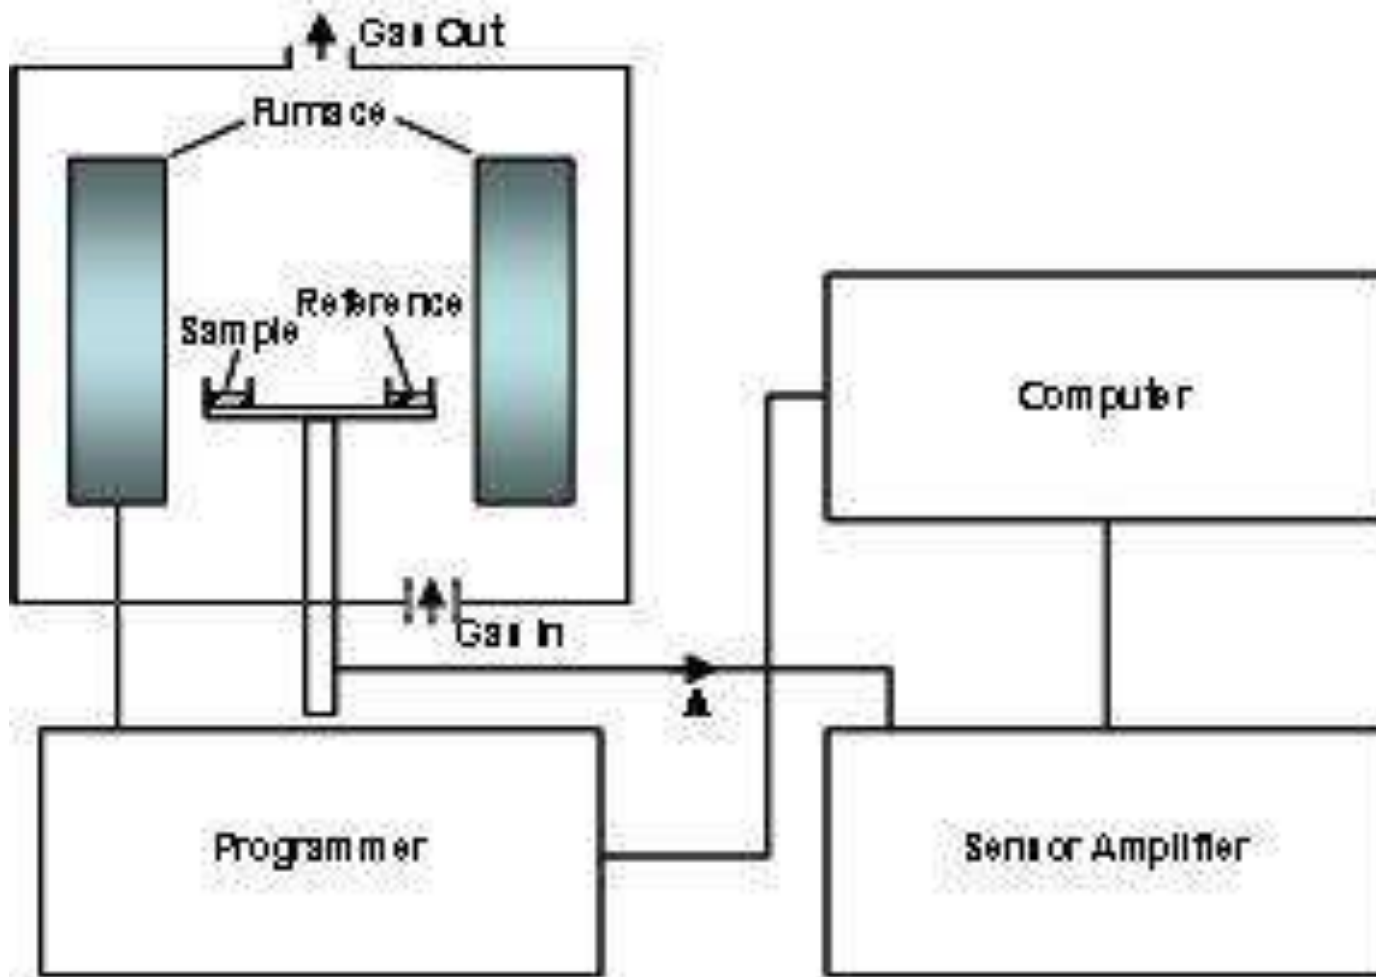 Gas Out
Furnace
Reference
Sample
Computer
Gas In
Programmer
Sensor Amplifier